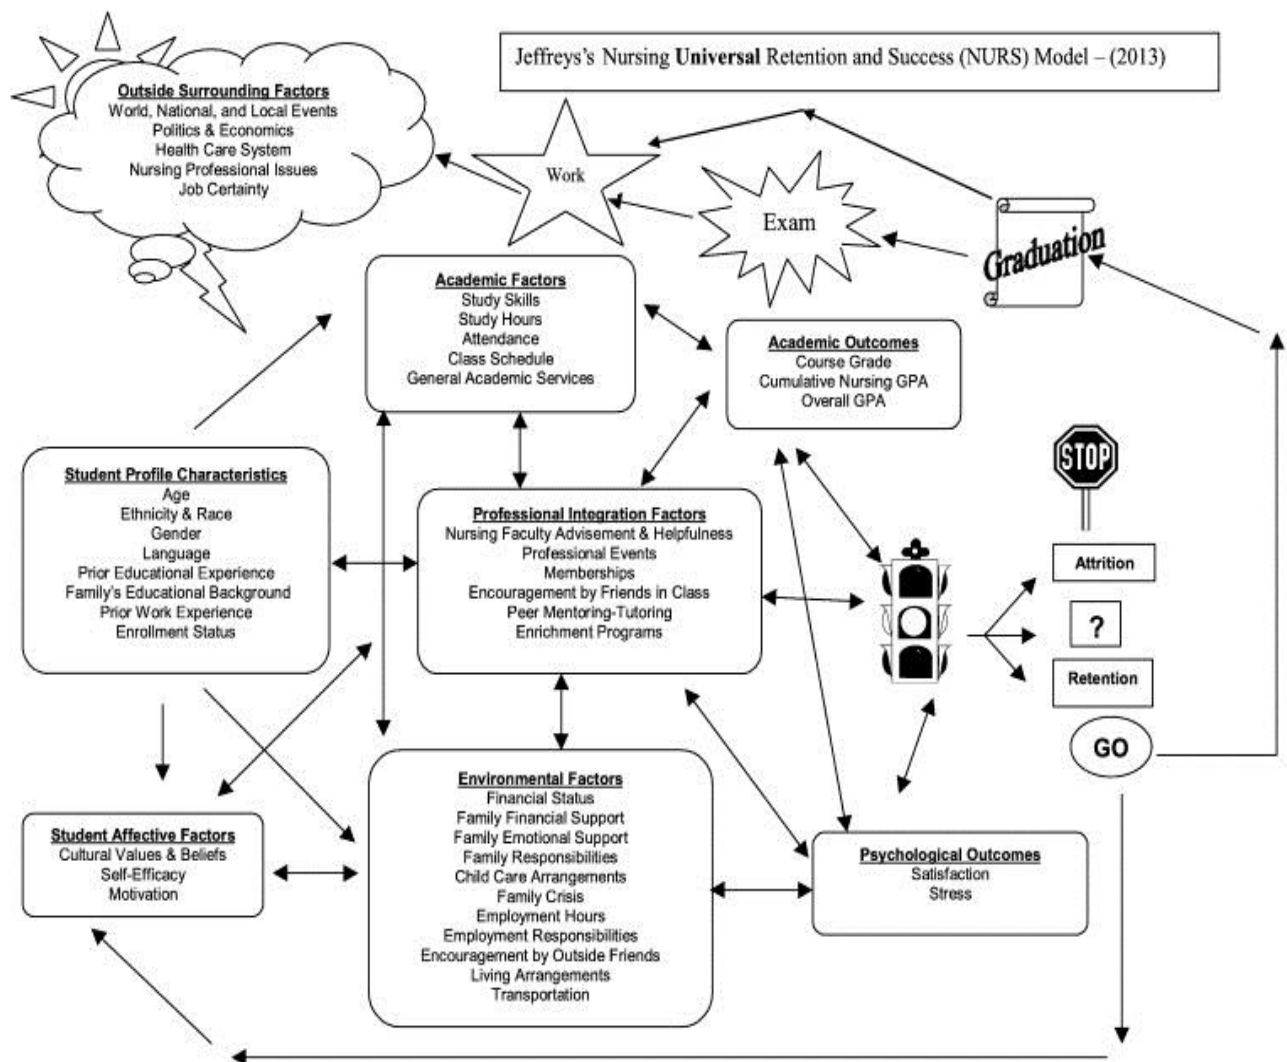 Jeffreys's Nursing Universal Retention and Success (NURS) Model – (2013)
Outside Surrounding Factors
World, National, and Local Events
Politics & Economics
Health Care System
Nursing Professional Issues
Job Certainty
Work
Exam
Graduation
Academic Factors
Study Skills
Study Hours
Attendance
Class Schedule
General Academic Services
Academic Outcomes
Course Grade
Cumulative Nursing GPA
Overall GPA
Student Profile Characteristics
Age
Ethnicity & Race
Gender
Language
Prior Educational Experience
Family's Educational Background
Prior Work Experience
Enrollment Status
Professional Integration Factors
Nursing Faculty Advisement & Helpfulness
Professional Events
Memberships
Encouragement by Friends in Class
Peer Mentoring-Tutoring
Enrichment Programs
STOP
Attrition
?
Retention
GO
Student Affective Factors
Cultural Values & Beliefs
Self-Efficacy
Motivation
Environmental Factors
Financial Status
Family Financial Support
Family Emotional Support
Family Responsibilities
Child Care Arrangements
Family Crisis
Employment Hours
Employment Responsibilities
Encouragement by Outside Friends
Living Arrangements
Transportation
Psychological Outcomes
Satisfaction
Stress